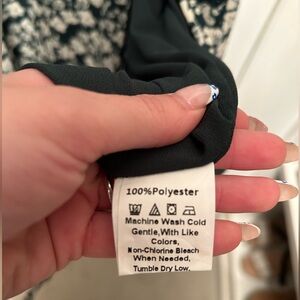 100%Polyester
Machine Wash Cold
Gentle,With Like
Colors,
Non-Chlorine Bleach
When Needed,
Tumble Dry Low,